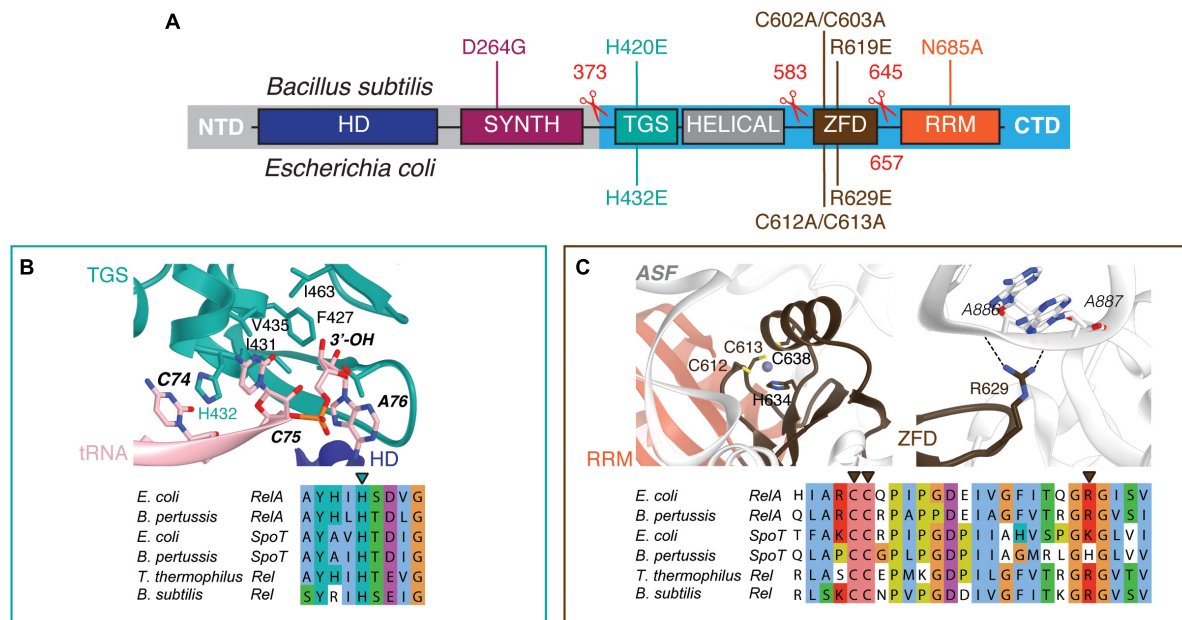 A
C602A/C603A
D264G
H420E
R619E
N685A
373
583
645
Bacillus subtilis
NTD
HD
SYNTH
TGS
HELICAL
ZFD
RRM
CTD
Escherichia coli
657
H432E
R629E
C612A/C613A
B
TGS
I463
V435
F427
I431
3'-OH
C74
H432
A76
C75
tRNA
HD
E. coli RelA A Y H I H S D V G
B. pertussis RelA A Y H L H T D L G
E. coli SpoT A Y A V H T D I G
B. pertussis SpoT A Y A I H T D I G
T. thermophilus Rel A Y H I H T E V G
B. subtilis Rel S Y R I H S E I G
C
ASF
C613
C638
C612
H634
RRM
A886
A887
R629
ZFD
E. coli RelA H I A R C C Q P I P G D E I V G F I T Q G R G I S V
B. pertussis RelA Q L A R C C R P A P P D E I A G F V T R G R G V S I
E. coli SpoT T F A K C C R P I P G D P I I A H V S P G K G L V I
B. pertussis SpoT Q L A P C C G P L P G D P I I A G M R L G H G L V V
T. thermophilus Rel R L A S C C E P M K G D P I L G F V T R G R G V T V
B. subtilis Rel R L S K C C N P V P G D D I V G F I T K G R G V S V